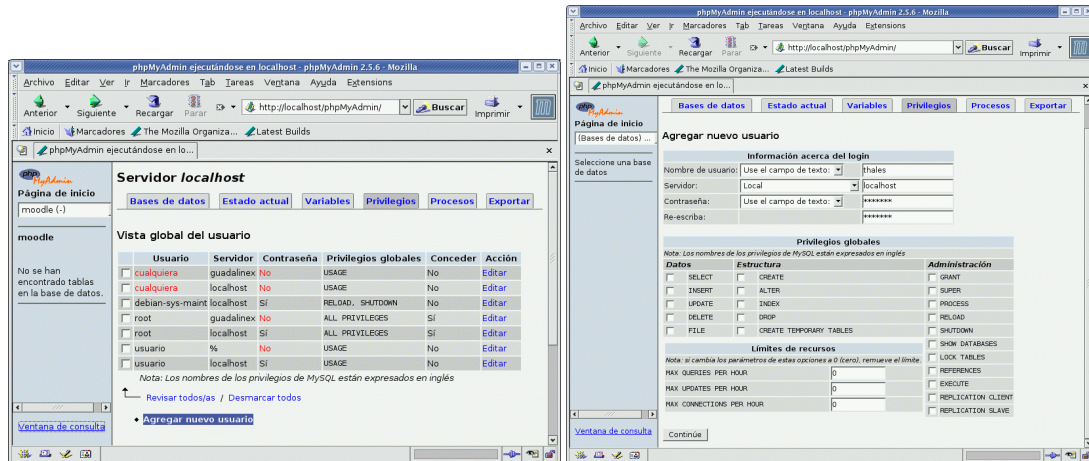 phpMyAdmin ejecutándose en localhost - phpMyAdmin 2.5.6 - Mozilla
Archivo Editar Ver Ir Marcadores Tab Tareas Ventana Ayuda Extensions
Anterior Siguiente Recargar Parar http://localhost/phpMyAdmin/ Buscar Imprimir
Inicio Marcadores The Mozilla Organiza... Latest Builds
phpMyAdmin ejecutándose en lo...
php
MyAdmin
Página de inicio
moodle (-)
moodle
No se han
encontrado tablas
en la base de datos.
Ventana de consulta
Servidor localhost
Bases de datos Estado actual Variables Privilegios Procesos Exportar
Vista global del usuario
Usuario Servidor Contraseña Privilegios globales Conceder Acción
cualquiera guadalinex No USAGE No Editar
cualquiera localhost No USAGE No Editar
debian-sys-maint localhost Sí RELOAD, SHUTDOWN No Editar
root guadalinex No ALL PRIVILEGES Sí Editar
root localhost Sí ALL PRIVILEGES Sí Editar
usuario % No USAGE No Editar
usuario localhost Sí USAGE No Editar
Nota: Los nombres de los privilegios de MySQL están expresados en inglés
Revisar todos/as / Desmarcar todos
Agregar nuevo usuario
phpMyAdmin ejecutándose en localhost - phpMyAdmin 2.5.6 - Mozilla
Archivo Editar Ver Ir Marcadores Tab Tareas Ventana Ayuda Extensions
Anterior Siguiente Recargar Parar http://localhost/phpMyAdmin/ Buscar Imprimir
Inicio Marcadores The Mozilla Organiza... Latest Builds
phpMyAdmin ejecutándose en lo...
php
MyAdmin
Página de inicio
(Bases de datos) ...
Seleccione una base
de datos
Ventana de consulta
Bases de datos Estado actual Variables Privilegios Procesos Exportar
Agregar nuevo usuario
Información acerca del login
Nombre de usuario: Use el campo de texto: thales
Servidor: Local localhost
Contraseña: Use el campo de texto: *******
Re-escriba: *******
Privilegios globales
Nota: Los nombres de los privilegios de MySQL están expresados en inglés
Datos Estructura Administración
SELECT CREATE GRANT
INSERT ALTER SUPER
UPDATE INDEX PROCESS
DELETE DROP RELOAD
FILE CREATE TEMPORARY TABLES SHUTDOWN
SHOW DATABASES
LOCK TABLES
REFERENCES
EXECUTE
REPLICATION CLIENT
REPLICATION SLAVE
Límites de recursos
Nota: si cambia los parámetros de estas opciones a 0 (cero), remueve el límite.
MAX QUERIES PER HOUR 0
MAX UPDATES PER HOUR 0
MAX CONNECTIONS PER HOUR 0
Continúe